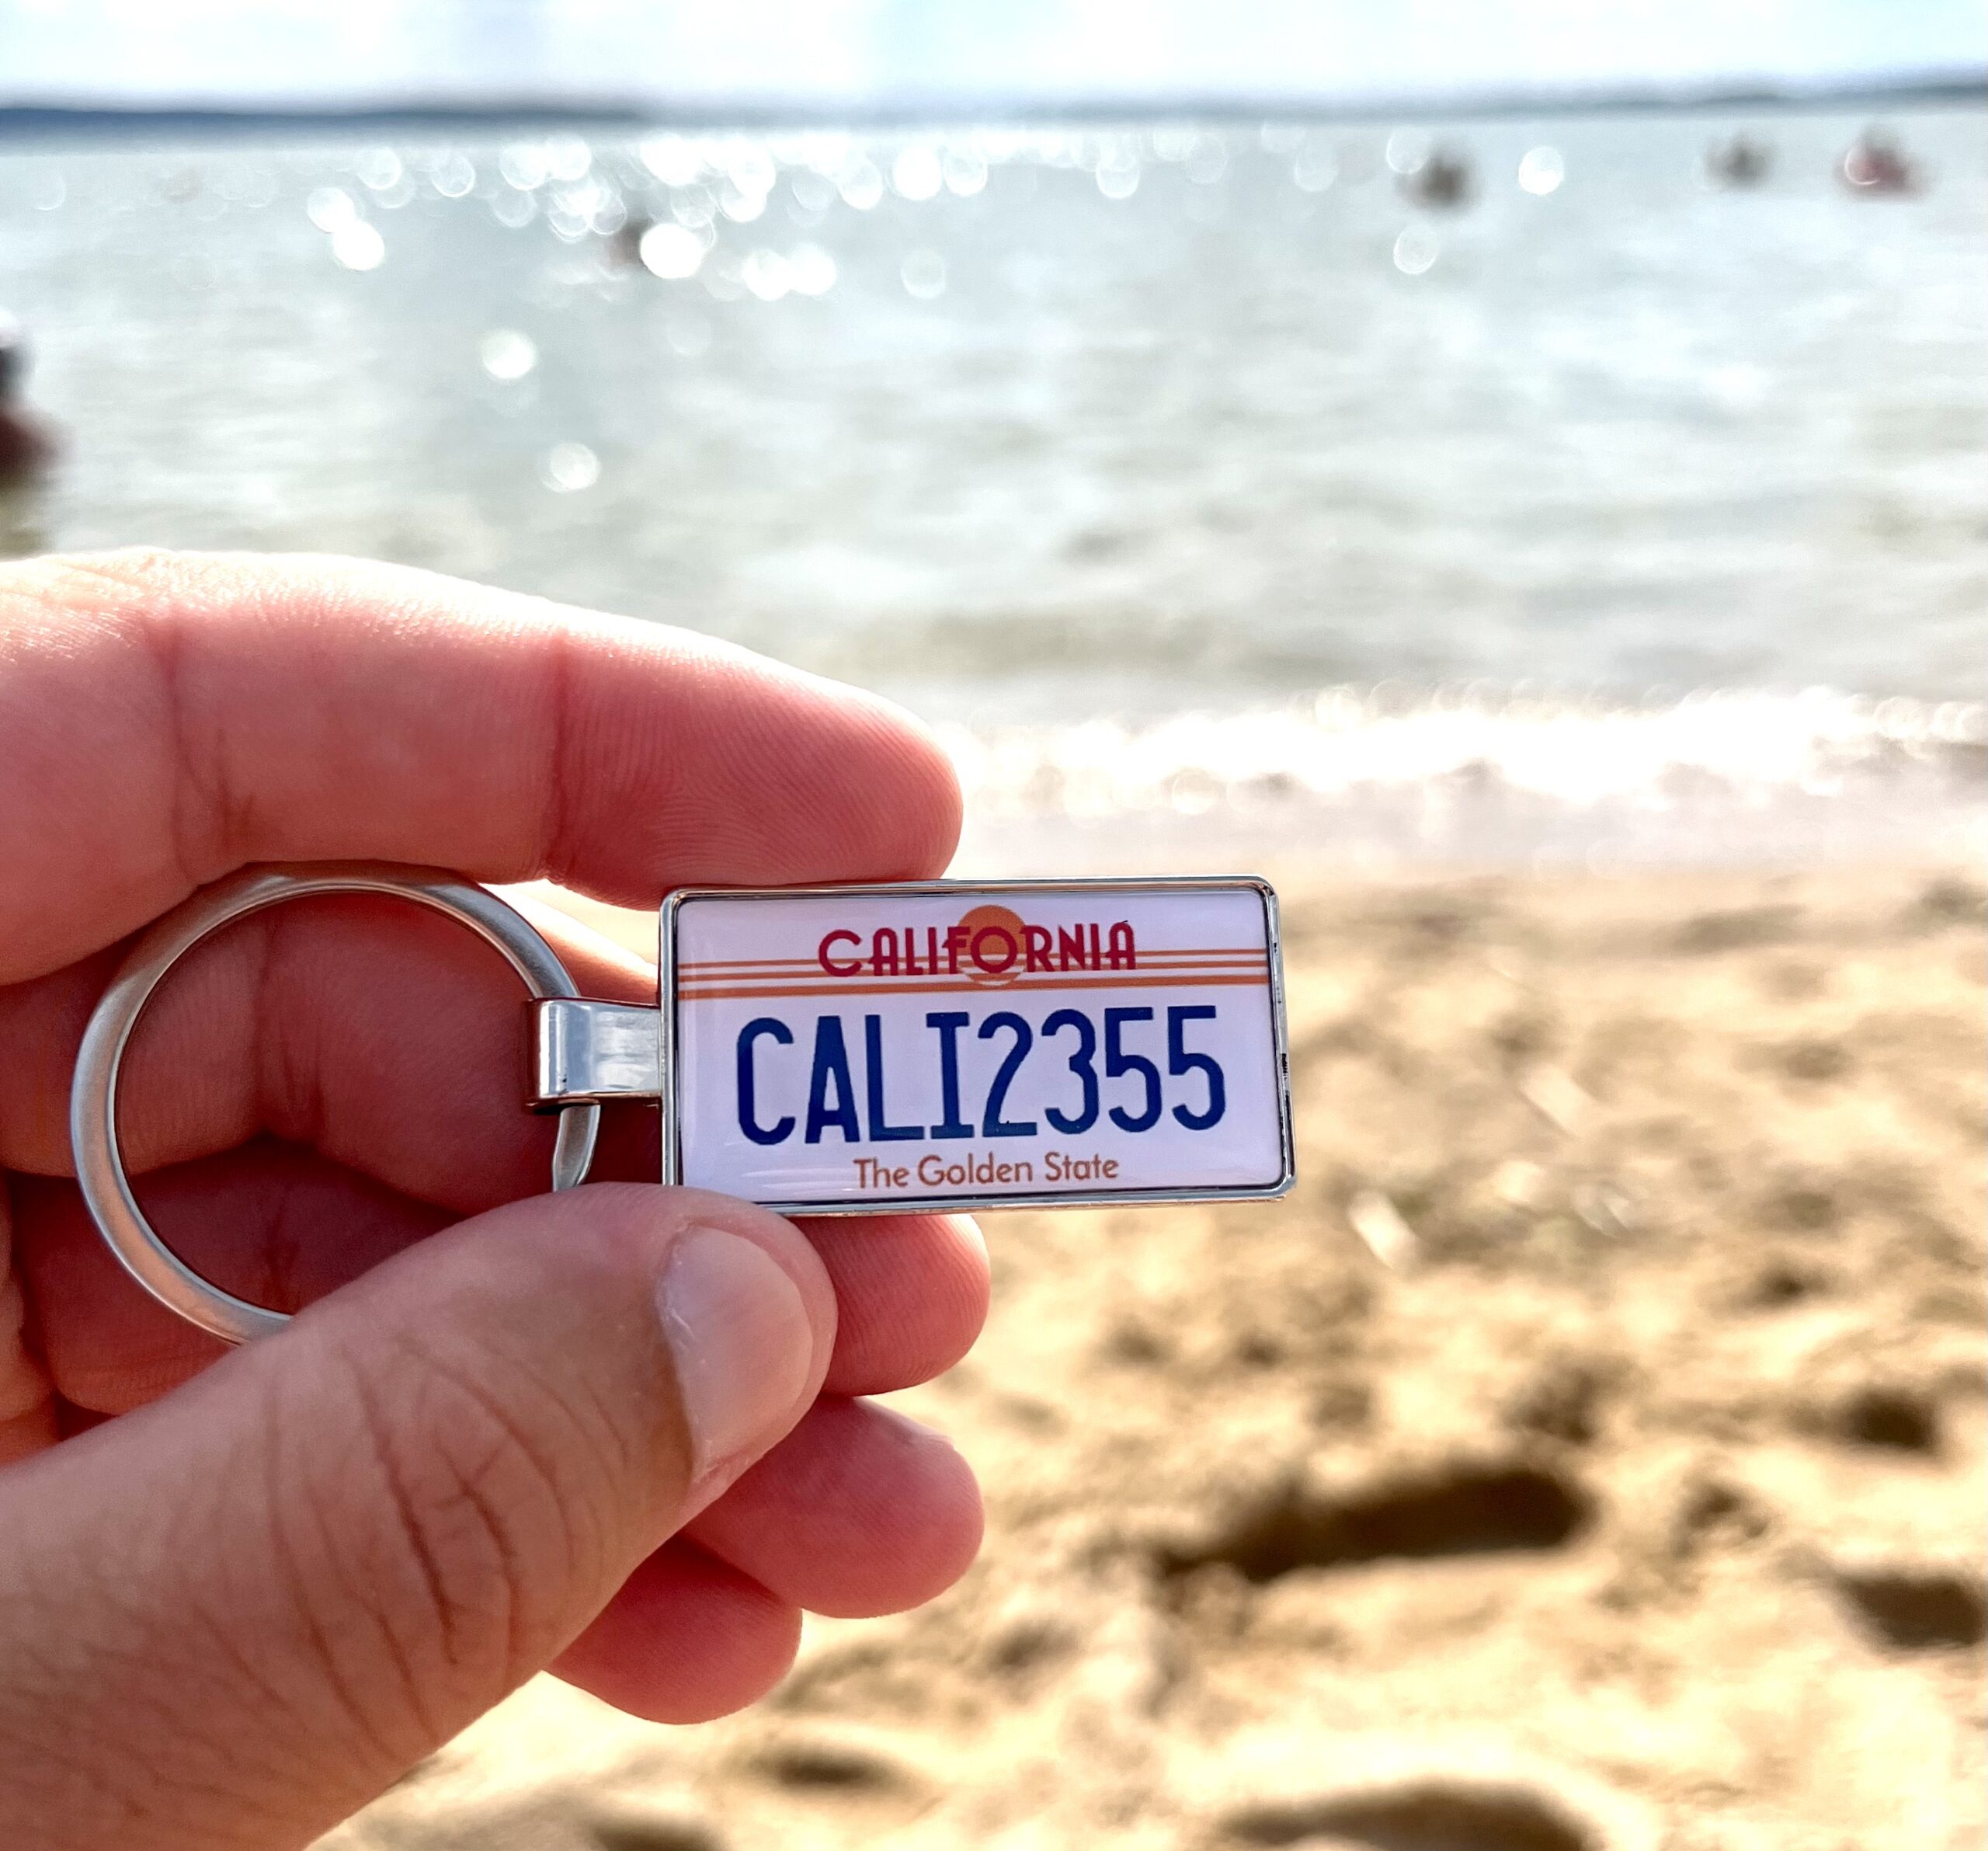 CALIFORNIA
CALI2355
The Golden State